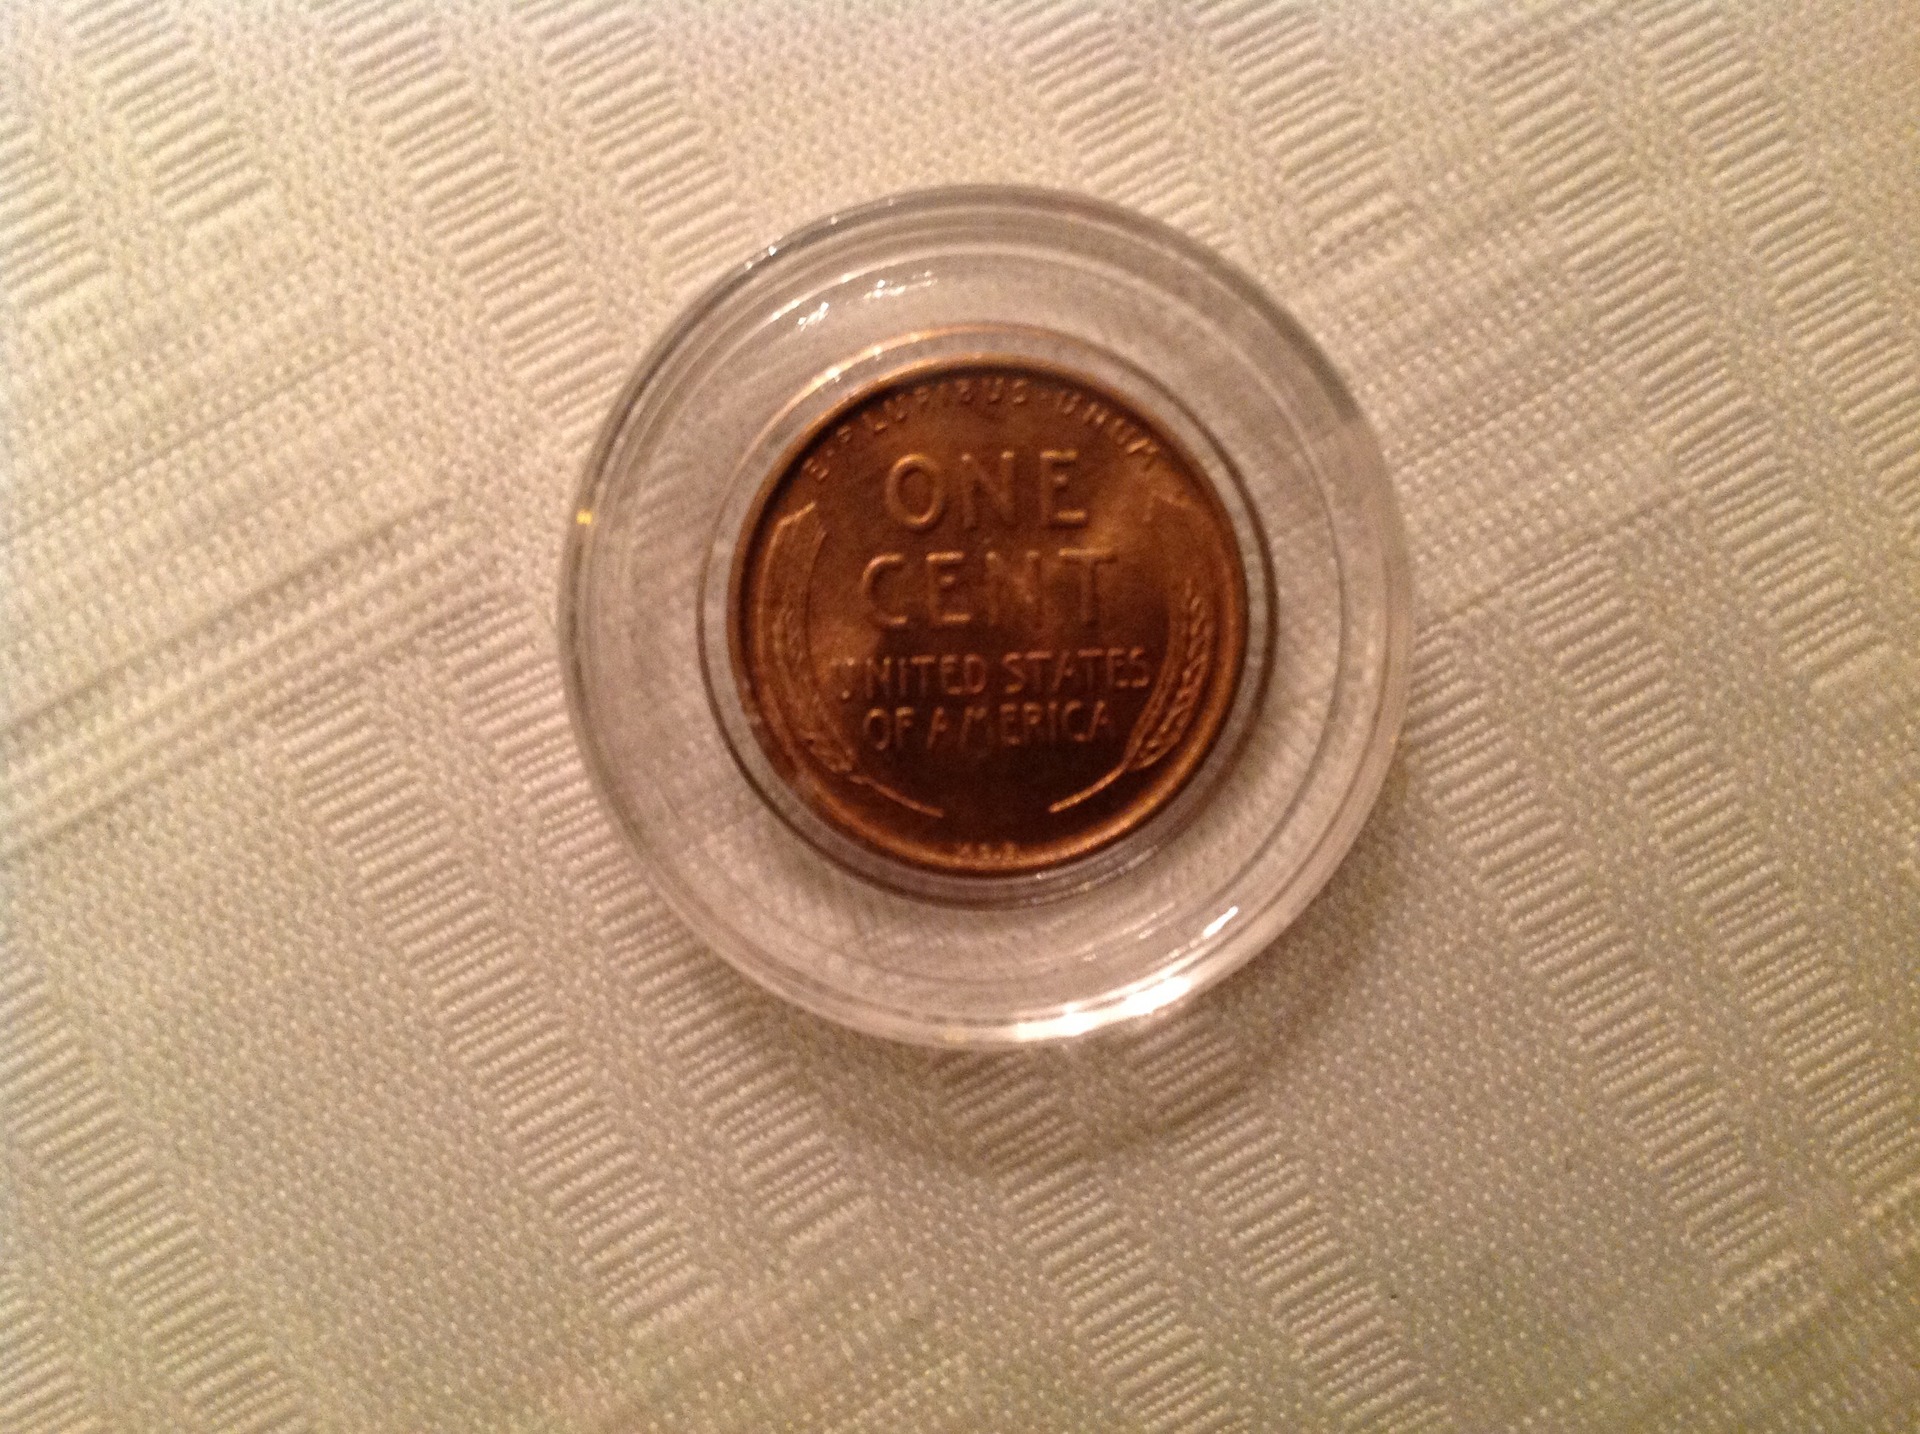 E·PLURIBUS·UNUM
ONE
CENT
UNITED STATES
OF AMERICA
V.D.B.